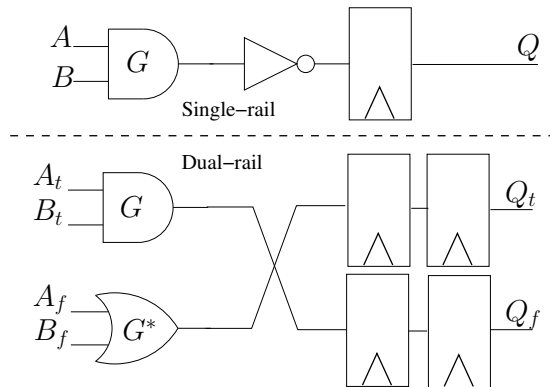 A
B
G
Q
Single-rail
Dual-rail
A_t
B_t
G
Q_t
A_f
B_f
G*
Q_f